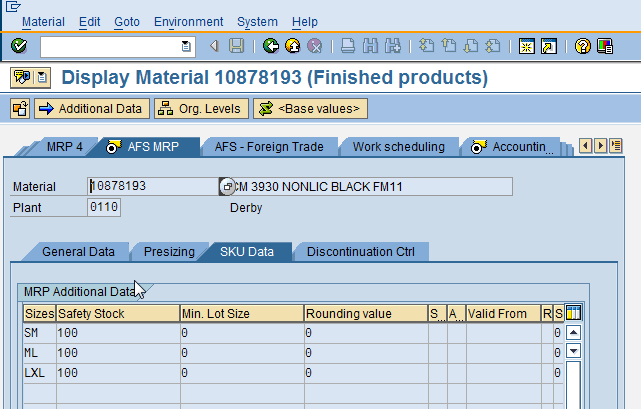 Material Edit Goto Environment System Help
Display Material 10878193 (Finished products)
Additional Data Org. Levels <Base values>
MRP 4 AFS MRP AFS - Foreign Trade Work scheduling Accountin...
Material 10878193 CM 3930 NONLIC BLACK FM11
Plant 0110 Derby
General Data Presizing SKU Data Discontinuation Ctrl
MRP Additional Data
Sizes Safety Stock Min. Lot Size Rounding value S... A... Valid From R S
SM 100 0 0 0
ML 100 0 0 0
LXL 100 0 0 0